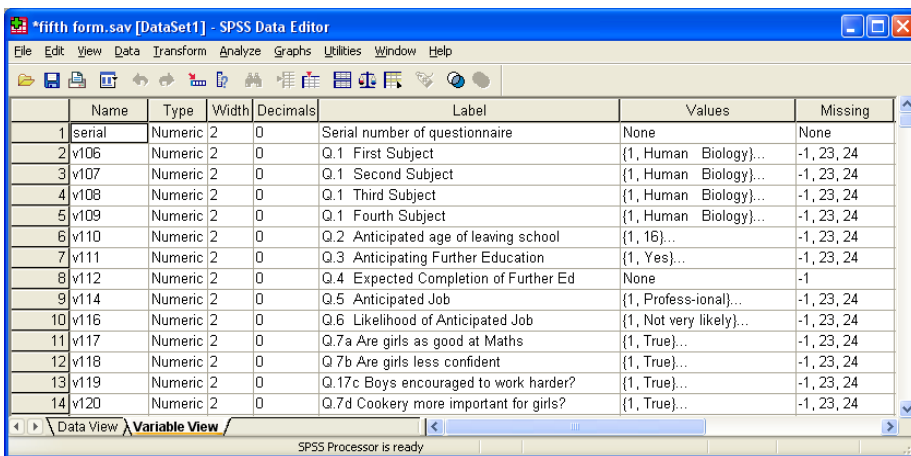 *fifth form.sav [DataSet1] - SPSS Data Editor
File Edit View Data Transform Analyze Graphs Utilities Window Help
Name Type Width Decimals Label Values Missing
1 serial Numeric 2 0 Serial number of questionnaire None None
2 v106 Numeric 2 0 Q.1 First Subject {1, Human Biology}... -1, 23, 24
3 v107 Numeric 2 0 Q.1 Second Subject {1, Human Biology}... -1, 23, 24
4 v108 Numeric 2 0 Q.1 Third Subject {1, Human Biology}... -1, 23, 24
5 v109 Numeric 2 0 Q.1 Fourth Subject {1, Human Biology}... -1, 23, 24
6 v110 Numeric 2 0 Q.2 Anticipated age of leaving school {1, 16}... -1, 23, 24
7 v111 Numeric 2 0 Q.3 Anticipating Further Education {1, Yes}... -1, 23, 24
8 v112 Numeric 2 0 Q.4 Expected Completion of Further Ed None -1
9 v114 Numeric 2 0 Q.5 Anticipated Job {1, Profess-ional}... -1, 23, 24
10 v116 Numeric 2 0 Q.6 Likelihood of Anticipated Job {1, Not very likely}... -1, 23, 24
11 v117 Numeric 2 0 Q.7a Are girls as good at Maths {1, True}... -1, 23, 24
12 v118 Numeric 2 0 Q 7b Are girls less confident {1, True}... -1, 23, 24
13 v119 Numeric 2 0 Q.17c Boys encouraged to work harder? {1, True}... -1, 23, 24
14 v120 Numeric 2 0 Q.7d Cookery more important for girls? {1, True}... -1, 23, 24
Data View Variable View
SPSS Processor is ready